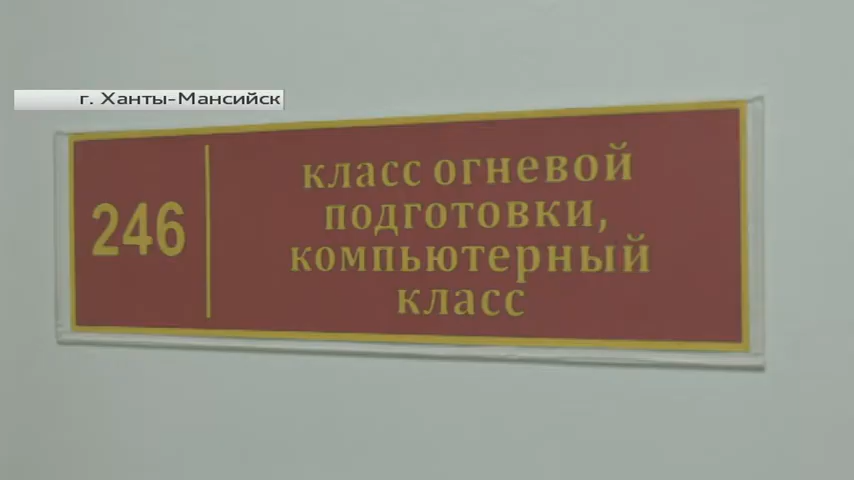 г. Ханты-Мансийск
246
класс огневой
подготовки,
компьютерный
класс